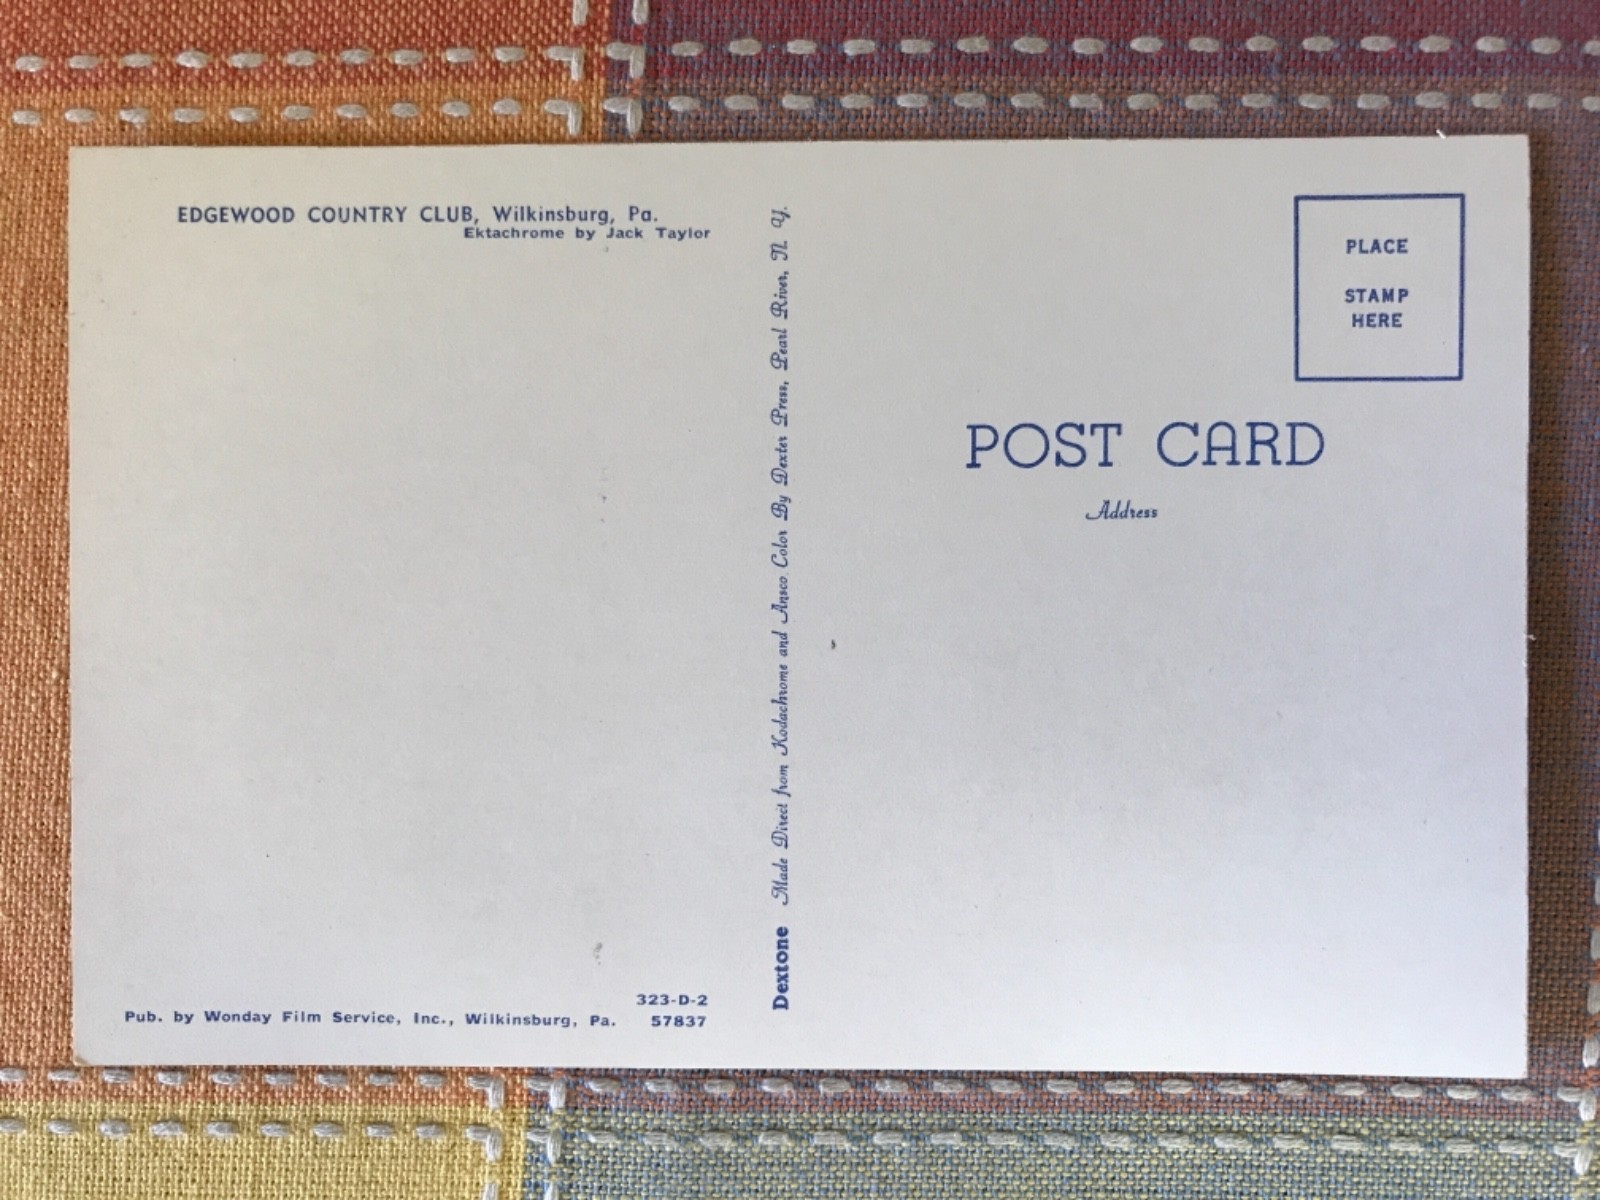 EDGEWOOD COUNTRY CLUB, Wilkinsburg, Pa.
Ektachrome by Jack Taylor
323-D-2
Pub. by Wonday Film Service, Inc., Wilkinsburg, Pa. 57837
Dextone Made Direct from Kodachrome and Ansco Color By Dexter Press, Pearl River, N. Y.
PLACE
STAMP
HERE
POST CARD
Address